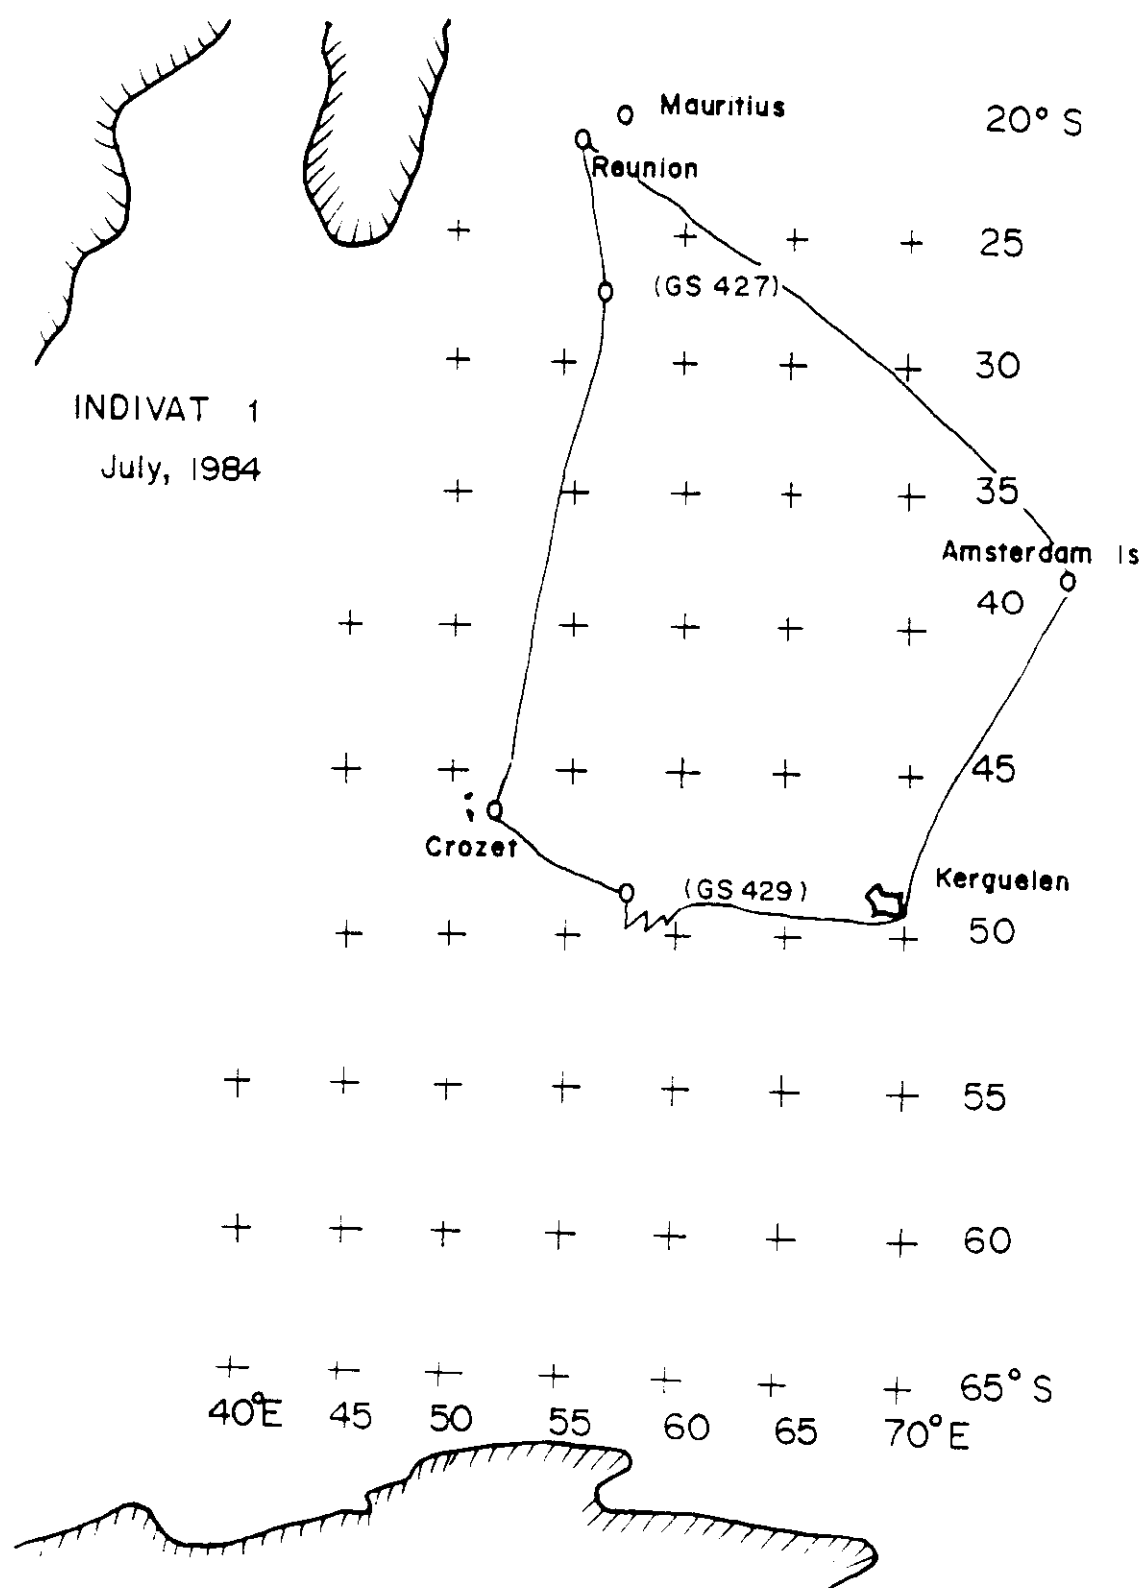 Mauritius
20° S
Reunion
25
(GS 427)
30
INDIVAT 1
July, 1984
35
Amsterdam Is
40
45
Crozet
(GS 429)
Kerguelen
50
55
60
65° S
40°E 45 50 55 60 65 70°E